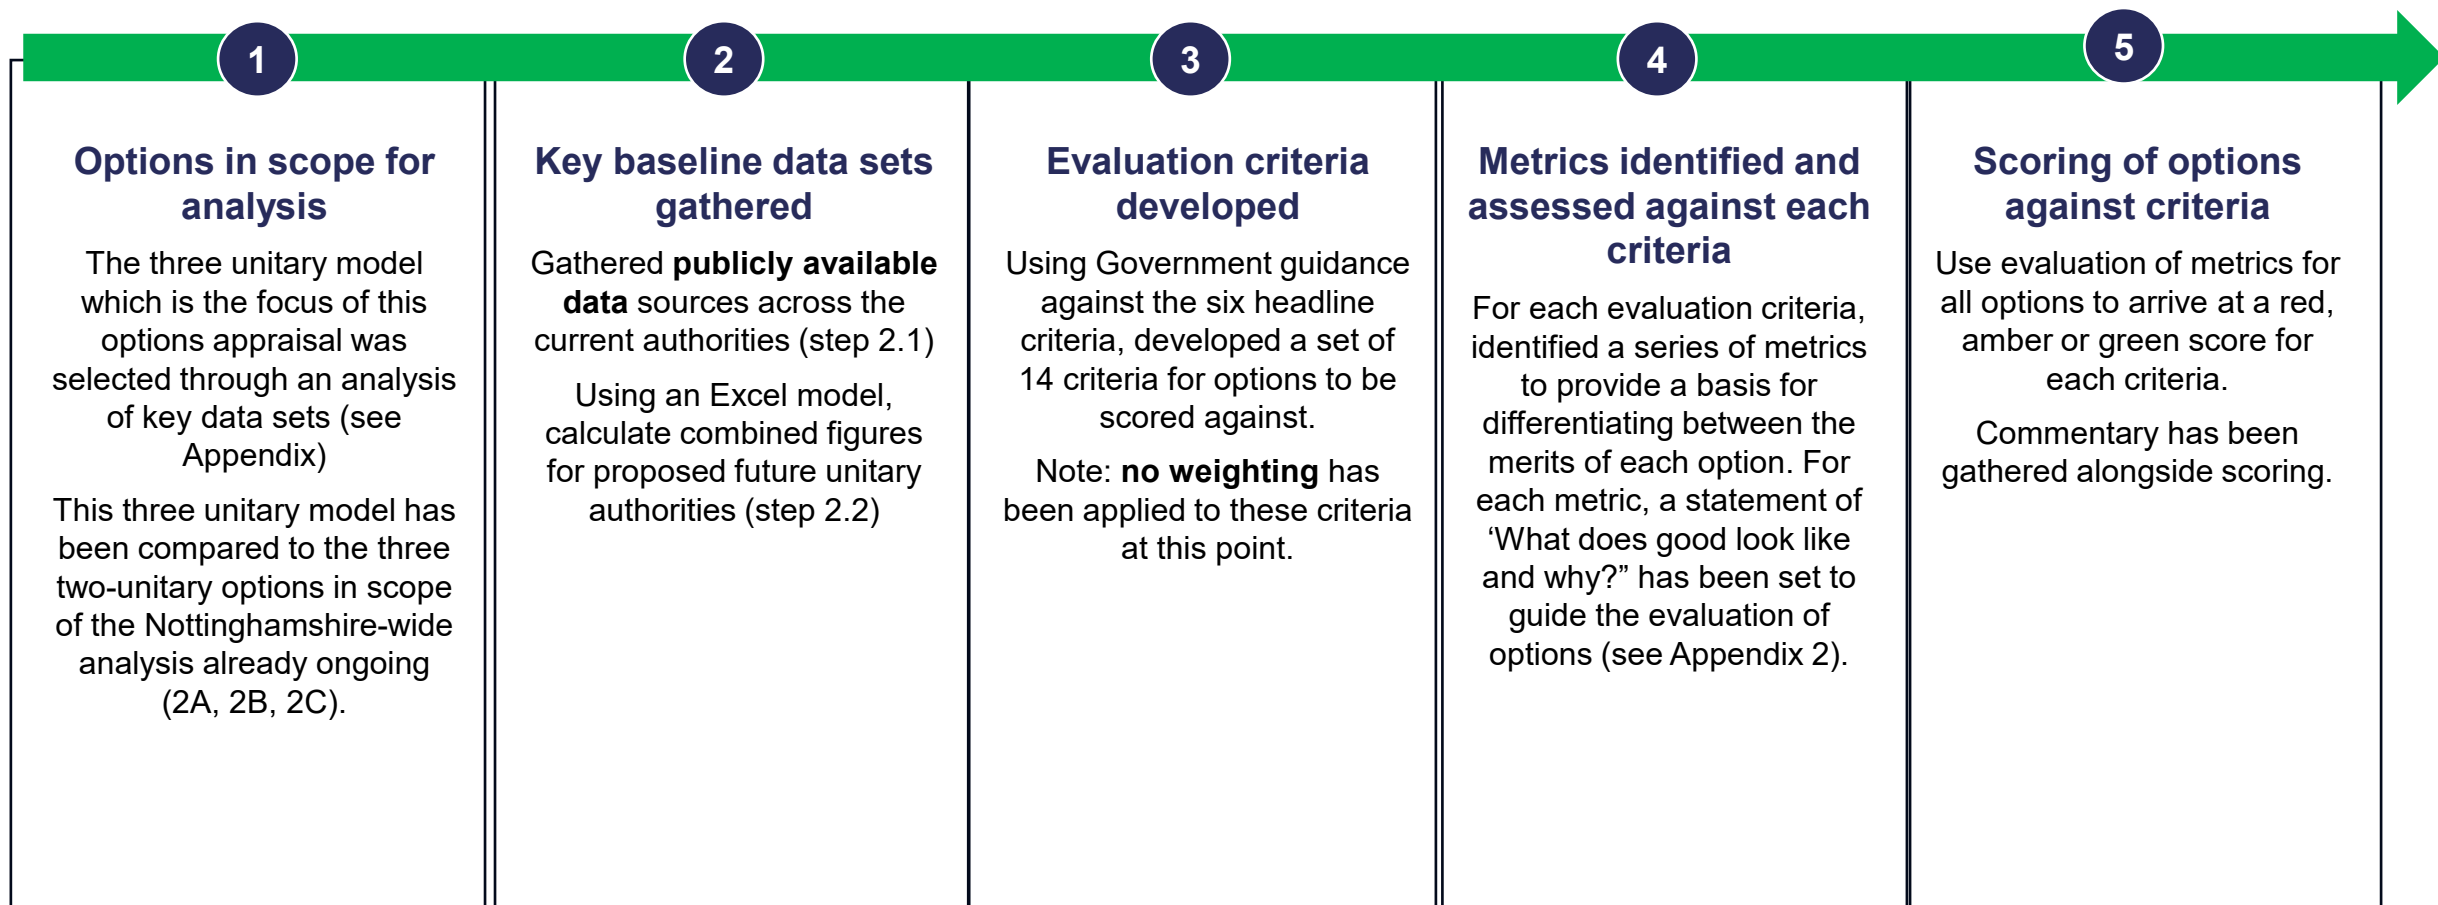 1
Options in scope for
analysis
The three unitary model
which is the focus of this
options appraisal was
selected through an analysis
of key data sets (see
Appendix)
This three unitary model has
been compared to the three
two-unitary options in scope
of the Nottinghamshire-wide
analysis already ongoing
(2A, 2B, 2C).
2
Key baseline data sets
gathered
Gathered publicly available
data sources across the
current authorities (step 2.1)
Using an Excel model,
calculate combined figures
for proposed future unitary
authorities (step 2.2)
3
Evaluation criteria
developed
Using Government guidance
against the six headline
criteria, developed a set of
14 criteria for options to be
scored against.
Note: no weighting has
been applied to these criteria
at this point.
4
Metrics identified and
assessed against each
criteria
For each evaluation criteria,
identified a series of metrics
to provide a basis for
differentiating between the
merits of each option. For
each metric, a statement of
‘What does good look like
and why?” has been set to
guide the evaluation of
options (see Appendix 2).
5
Scoring of options
against criteria
Use evaluation of metrics for
all options to arrive at a red,
amber or green score for
each criteria.
Commentary has been
gathered alongside scoring.